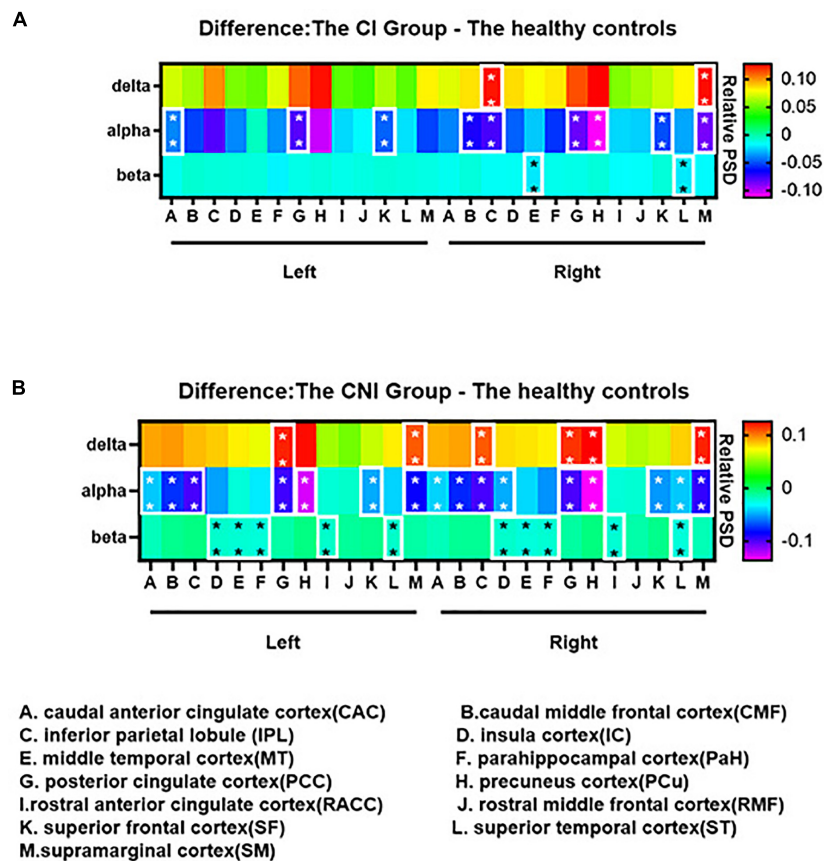 A
Difference:The CI Group - The healthy controls
delta
alpha
beta
A B C D E F G H I J K L M A B C D E F G H I J K L M
Left Right
Relative PSD
0.10
0.05
0
-0.05
-0.10
B
Difference:The CNI Group - The healthy controls
delta
alpha
beta
A B C D E F G H I J K L M A B C D E F G H I J K L M
Left Right
Relative PSD
0.1
0
-0.1
A. caudal anterior cingulate cortex(CAC)
B.caudal middle frontal cortex(CMF)
C. inferior parietal lobule (IPL)
D. insula cortex(IC)
E. middle temporal cortex(MT)
F. parahippocampal cortex(PaH)
G. posterior cingulate cortex(PCC)
H. precuneus cortex(PCu)
I.rostral anterior cingulate cortex(RACC)
J. rostral middle frontal cortex(RMF)
K. superior frontal cortex(SF)
L. superior temporal cortex(ST)
M.supramarginal cortex(SM)